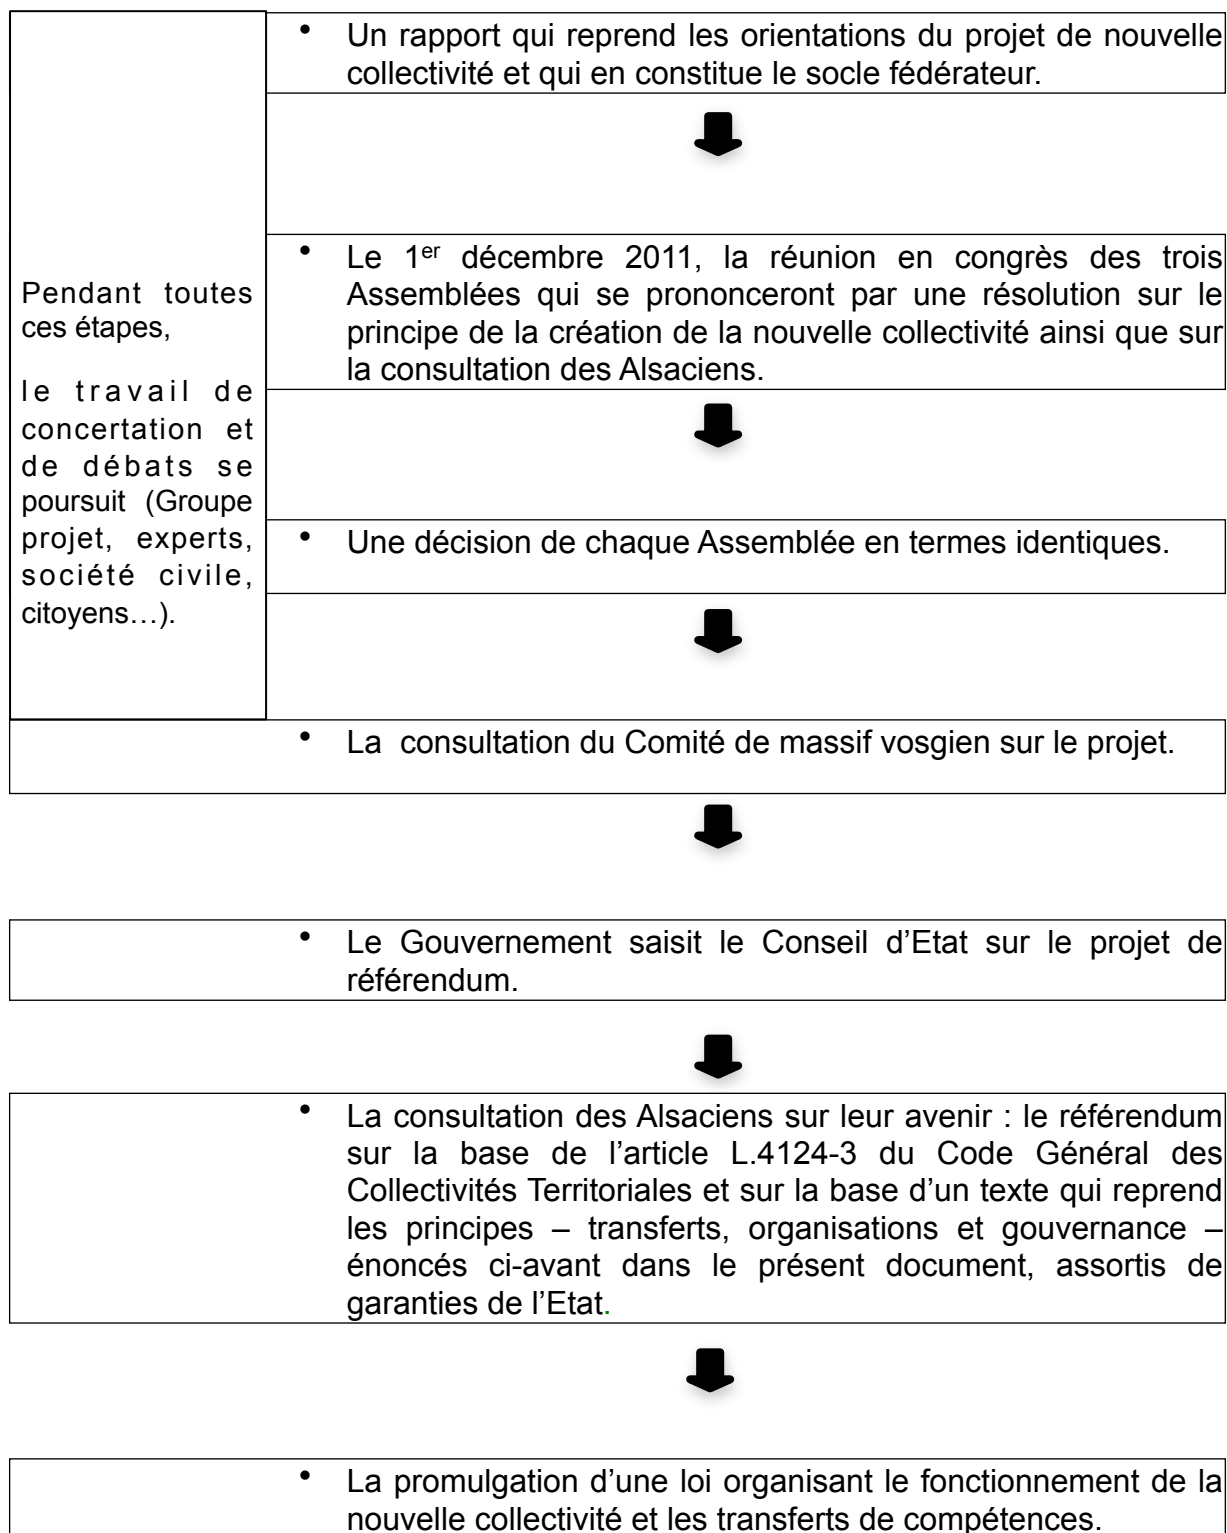 Pendant toutes
ces étapes,
le travail de
concertation et
de débats se
poursuit (Groupe
projet, experts,
société civile,
citoyens…).
• Un rapport qui reprend les orientations du projet de nouvelle
collectivité et qui en constitue le socle fédérateur.
• Le 1er décembre 2011, la réunion en congrès des trois
Assemblées qui se prononceront par une résolution sur le
principe de la création de la nouvelle collectivité ainsi que sur
la consultation des Alsaciens.
• Une décision de chaque Assemblée en termes identiques.
• La consultation du Comité de massif vosgien sur le projet.
• Le Gouvernement saisit le Conseil d’Etat sur le projet de
référendum.
• La consultation des Alsaciens sur leur avenir : le référendum
sur la base de l’article L.4124-3 du Code Général des
Collectivités Territoriales et sur la base d’un texte qui reprend
les principes – transferts, organisations et gouvernance –
énoncés ci-avant dans le présent document, assortis de
garanties de l’Etat.
• La promulgation d’une loi organisant le fonctionnement de la
nouvelle collectivité et les transferts de compétences.